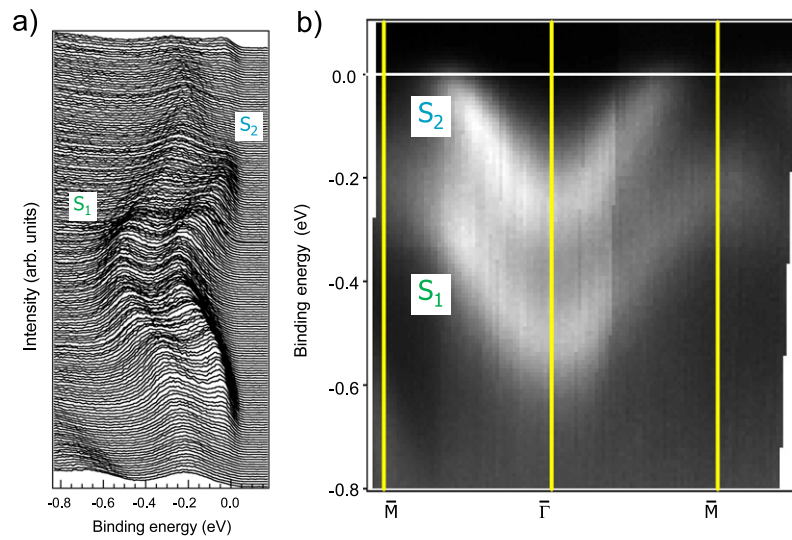 a)
S₂
S₁
Intensity (arb. units)
-0.8 -0.6 -0.4 -0.2 0.0
Binding energy (eV)
b)
0.0
-0.2
-0.4
-0.6
-0.8
Binding energy (eV)
S₂
S₁
M̄ Γ̄ M̄